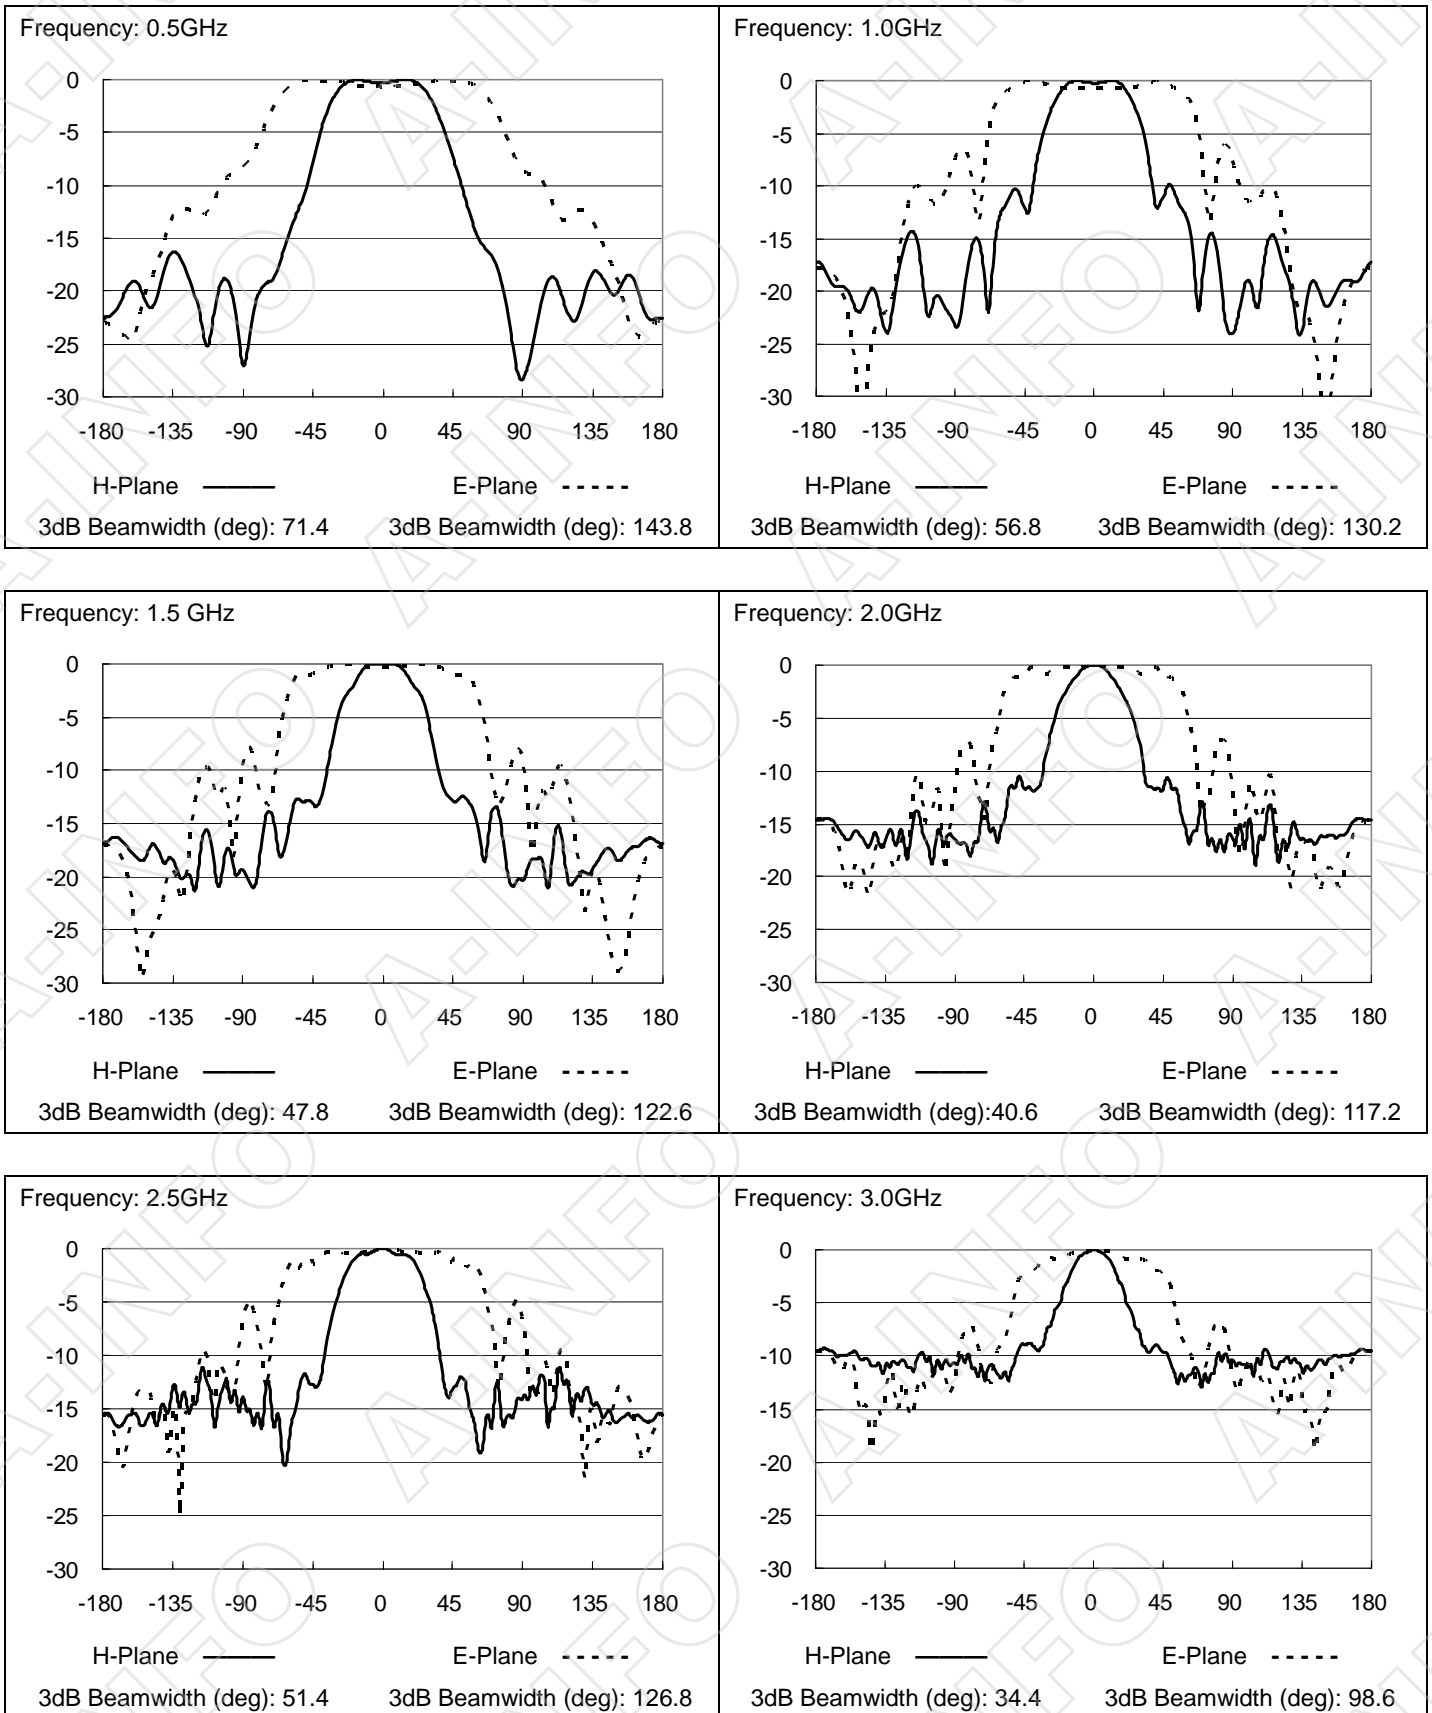 Frequency: 0.5GHz
0
-5
-10
-15
-20
-25
-30
-180 -135 -90 -45 0 45 90 135 180
H-Plane E-Plane
3dB Beamwidth (deg): 71.4 3dB Beamwidth (deg): 143.8
Frequency: 1.0GHz
0
-5
-10
-15
-20
-25
-30
-180 -135 -90 -45 0 45 90 135 180
H-Plane E-Plane
3dB Beamwidth (deg): 56.8 3dB Beamwidth (deg): 130.2
Frequency: 1.5 GHz
0
-5
-10
-15
-20
-25
-30
-180 -135 -90 -45 0 45 90 135 180
H-Plane E-Plane
3dB Beamwidth (deg): 47.8 3dB Beamwidth (deg): 122.6
Frequency: 2.0GHz
0
-5
-10
-15
-20
-25
-30
-180 -135 -90 -45 0 45 90 135 180
H-Plane E-Plane
3dB Beamwidth (deg):40.6 3dB Beamwidth (deg): 117.2
Frequency: 2.5GHz
0
-5
-10
-15
-20
-25
-30
-180 -135 -90 -45 0 45 90 135 180
H-Plane E-Plane
3dB Beamwidth (deg): 51.4 3dB Beamwidth (deg): 126.8
Frequency: 3.0GHz
0
-5
-10
-15
-20
-25
-30
-180 -135 -90 -45 0 45 90 135 180
H-Plane E-Plane
3dB Beamwidth (deg): 34.4 3dB Beamwidth (deg): 98.6
A-INFO